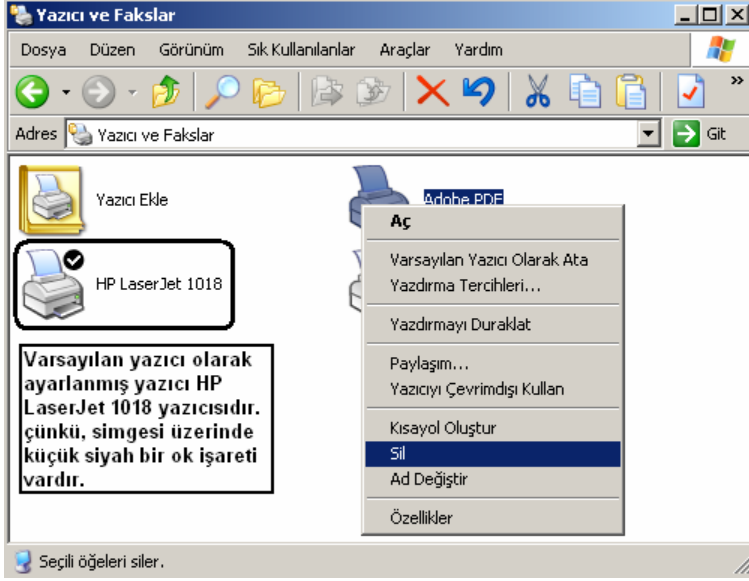 Yazıcı ve Fakslar
Dosya Düzen Görünüm Sık Kullanılanlar Araçlar Yardım
Adres Yazıcı ve Fakslar Git
Yazıcı Ekle
Adobe PDF
HP LaserJet 1018
Varsayılan yazıcı olarak
ayarlanmış yazıcı HP
LaserJet 1018 yazıcısıdır.
çünkü, simgesi üzerinde
küçük siyah bir ok işareti
vardır.
Aç
Varsayılan Yazıcı Olarak Ata
Yazdırma Tercihleri...
Yazdırmayı Duraklat
Paylaşım...
Yazıcıyı Çevrimdışı Kullan
Kısayol Oluştur
Sil
Ad Değiştir
Özellikler
Seçili öğeleri siler.